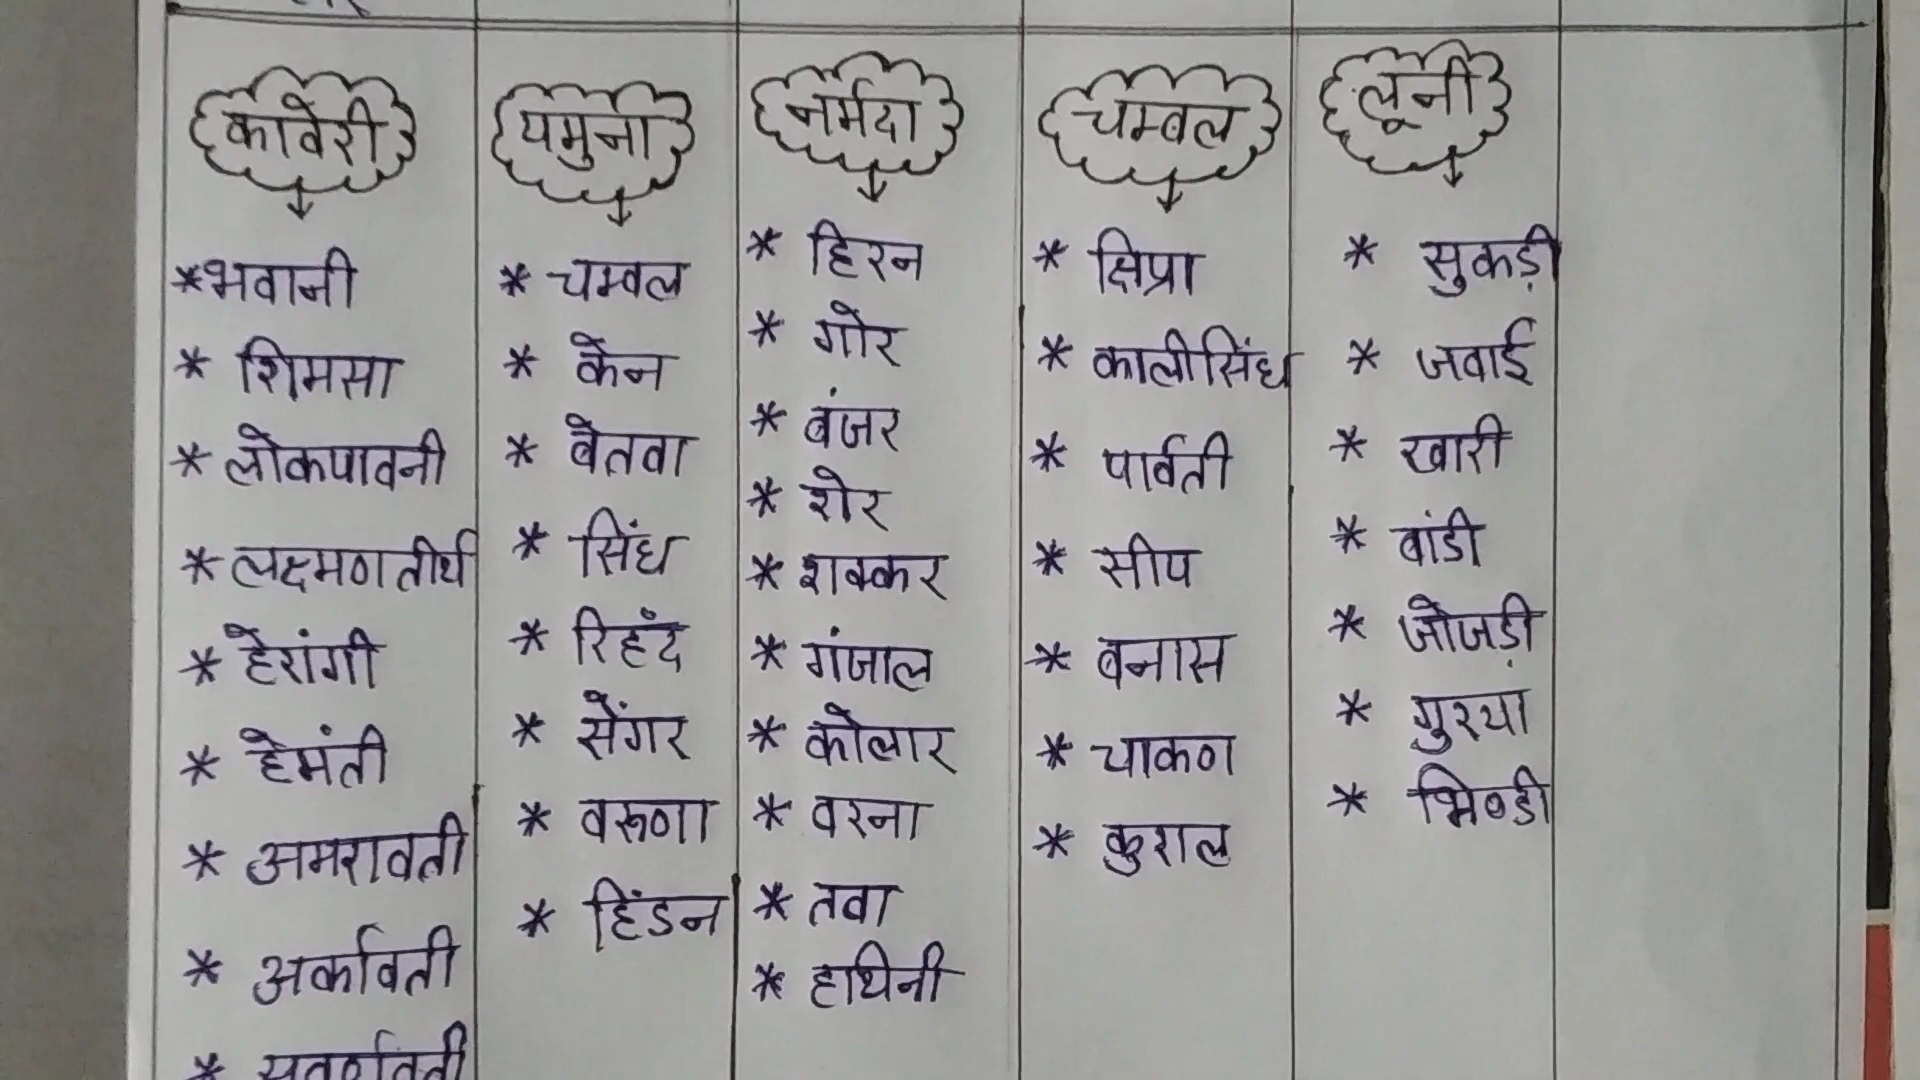 कावेरी
*भवानी
* शिमसा
* लोकपावनी
* लक्ष्मणतीर्थ
* हेरांगी
* हेमंती
* अमरावती
* अर्कावती
यमुना
* चम्बल
* केन
* बेतवा
* सिंध
* रिहंद
* सेंगर
* वरुणा
* हिंडन
नर्मदा
* हिरन
* गोर
* बंजर
* शेर
* शक्कर
* गंजाल
* कोलार
* वरना
* तवा
* हथिनी
चम्बल
* क्षिप्रा
* कालीसिंध
* पार्वती
* सीप
* बनास
* चाकण
* कुराल
लूनी
* सुकड़ी
* जवाई
* खारी
* बांडी
* जोजड़ी
* गुरया
* मिण्डी